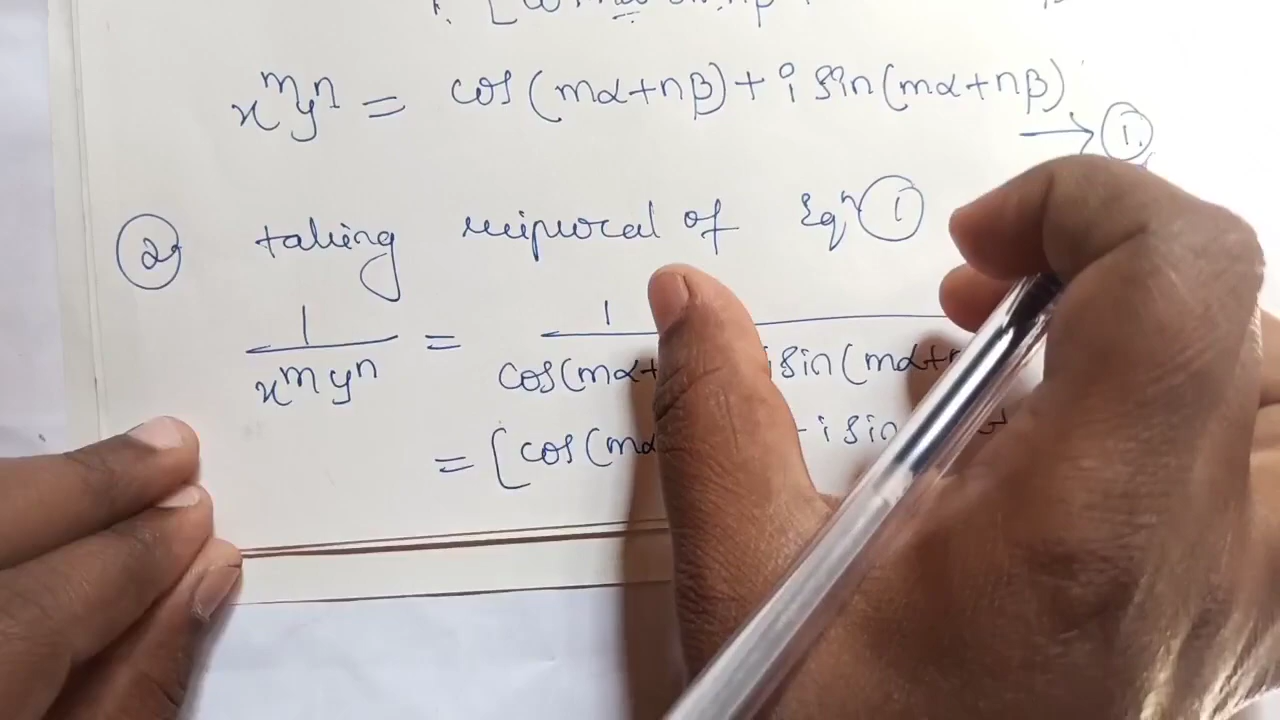 x^m y^n = cos(mα+nβ)+i sin(mα+nβ)
→ ①
② taking reciprocal of Eqⁿ ①
1/(x^m y^n) = 1/(cos(mα+ i sin(mα+
= [cos(mα - i sin